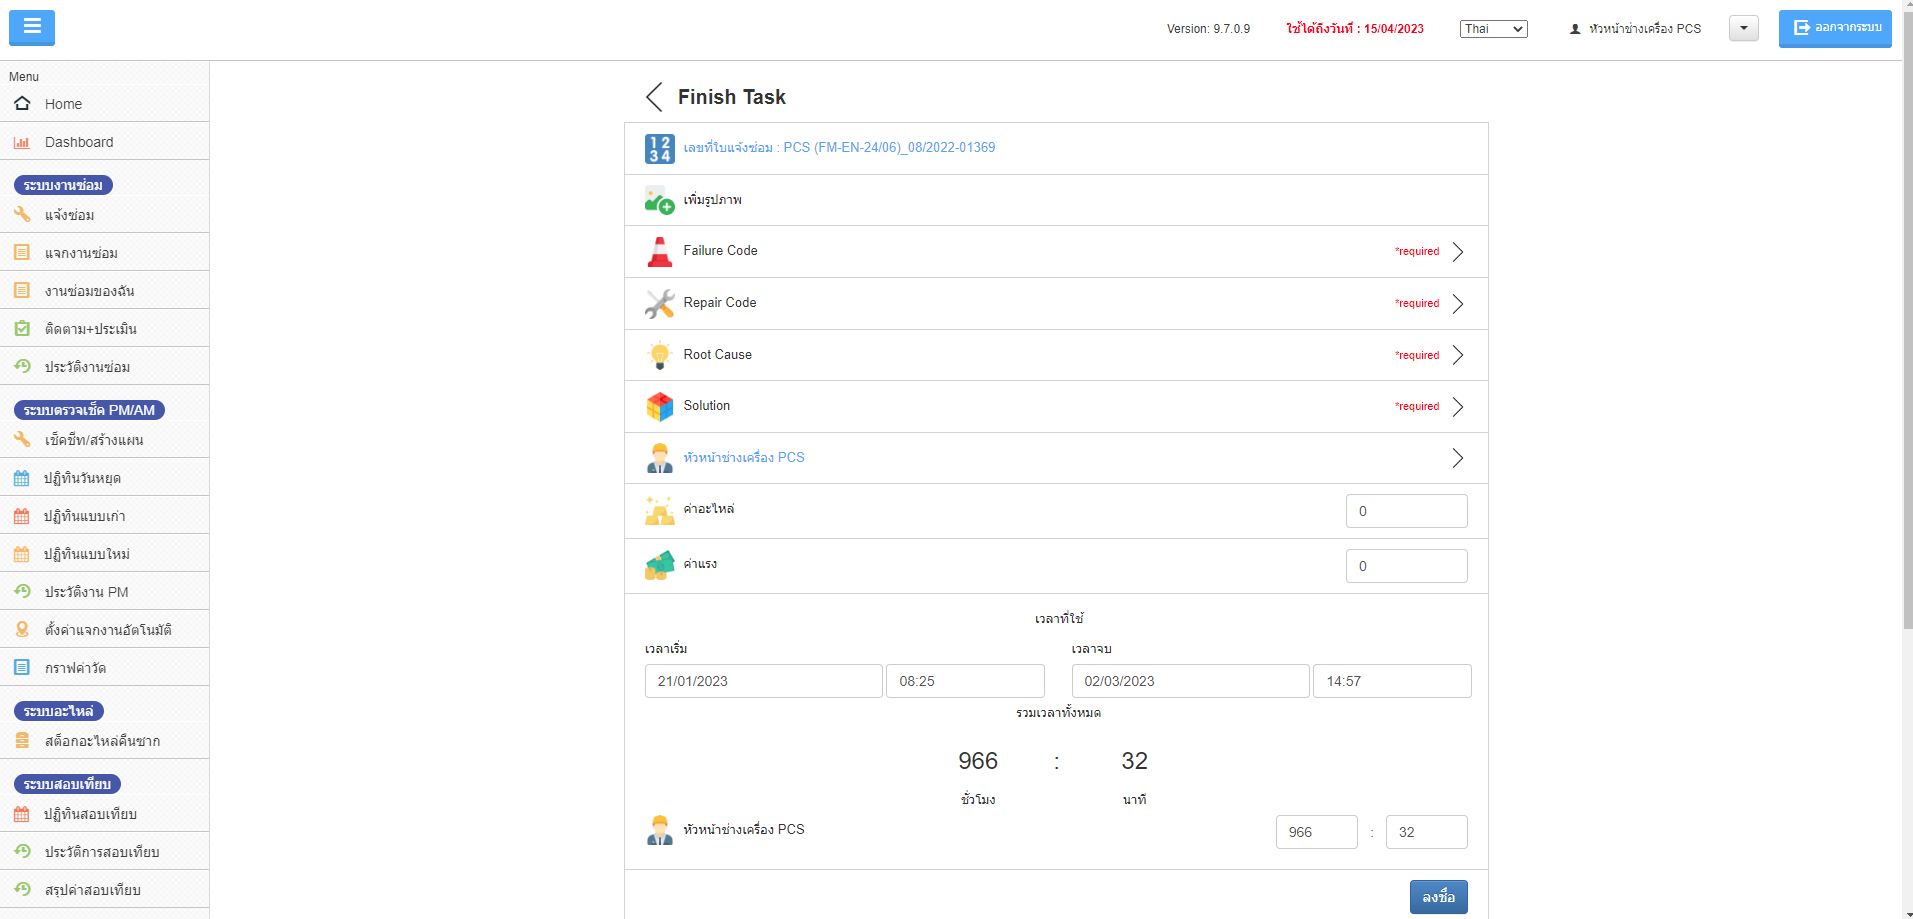 Version: 9.7.0.9
ใช้ได้ถึงวันที่ : 15/04/2023
Thai
หัวหน้าช่างเครื่อง PCS
ออกจากระบบ
Menu
Home
Dashboard
ระบบงานซ่อม
แจ้งซ่อม
แจกงานซ่อม
งานซ่อมของฉัน
ติดตาม+ประเมิน
ประวัติงานซ่อม
ระบบตรวจเช็ค PM/AM
เช็คชีท/สร้างแผน
ปฏิทินวันหยุด
ปฏิทินแบบเก่า
ปฏิทินแบบใหม่
ประวัติงาน PM
ตั้งค่าแจกงานอัตโนมัติ
กราฟค่าวัด
ระบบอะไหล่
สต็อกอะไหล่คืนซาก
ระบบสอบเทียบ
ปฏิทินสอบเทียบ
ประวัติการสอบเทียบ
สรุปค่าสอบเทียบ
Finish Task
1 2
3 4
เลขที่ใบแจ้งซ่อม : PCS (FM-EN-24/06)_08/2022-01369
เพิ่มรูปภาพ
Failure Code *required
Repair Code *required
Root Cause *required
Solution *required
หัวหน้าช่างเครื่อง PCS
ค่าอะไหล่ 0
ค่าแรง 0
เวลาที่ใช้
เวลาเริ่ม เวลาจบ
21/01/2023 08:25 02/03/2023 14:57
รวมเวลาทั้งหมด
966 : 32
ชั่วโมง นาที
หัวหน้าช่างเครื่อง PCS 966 : 32
ลงชื่อ